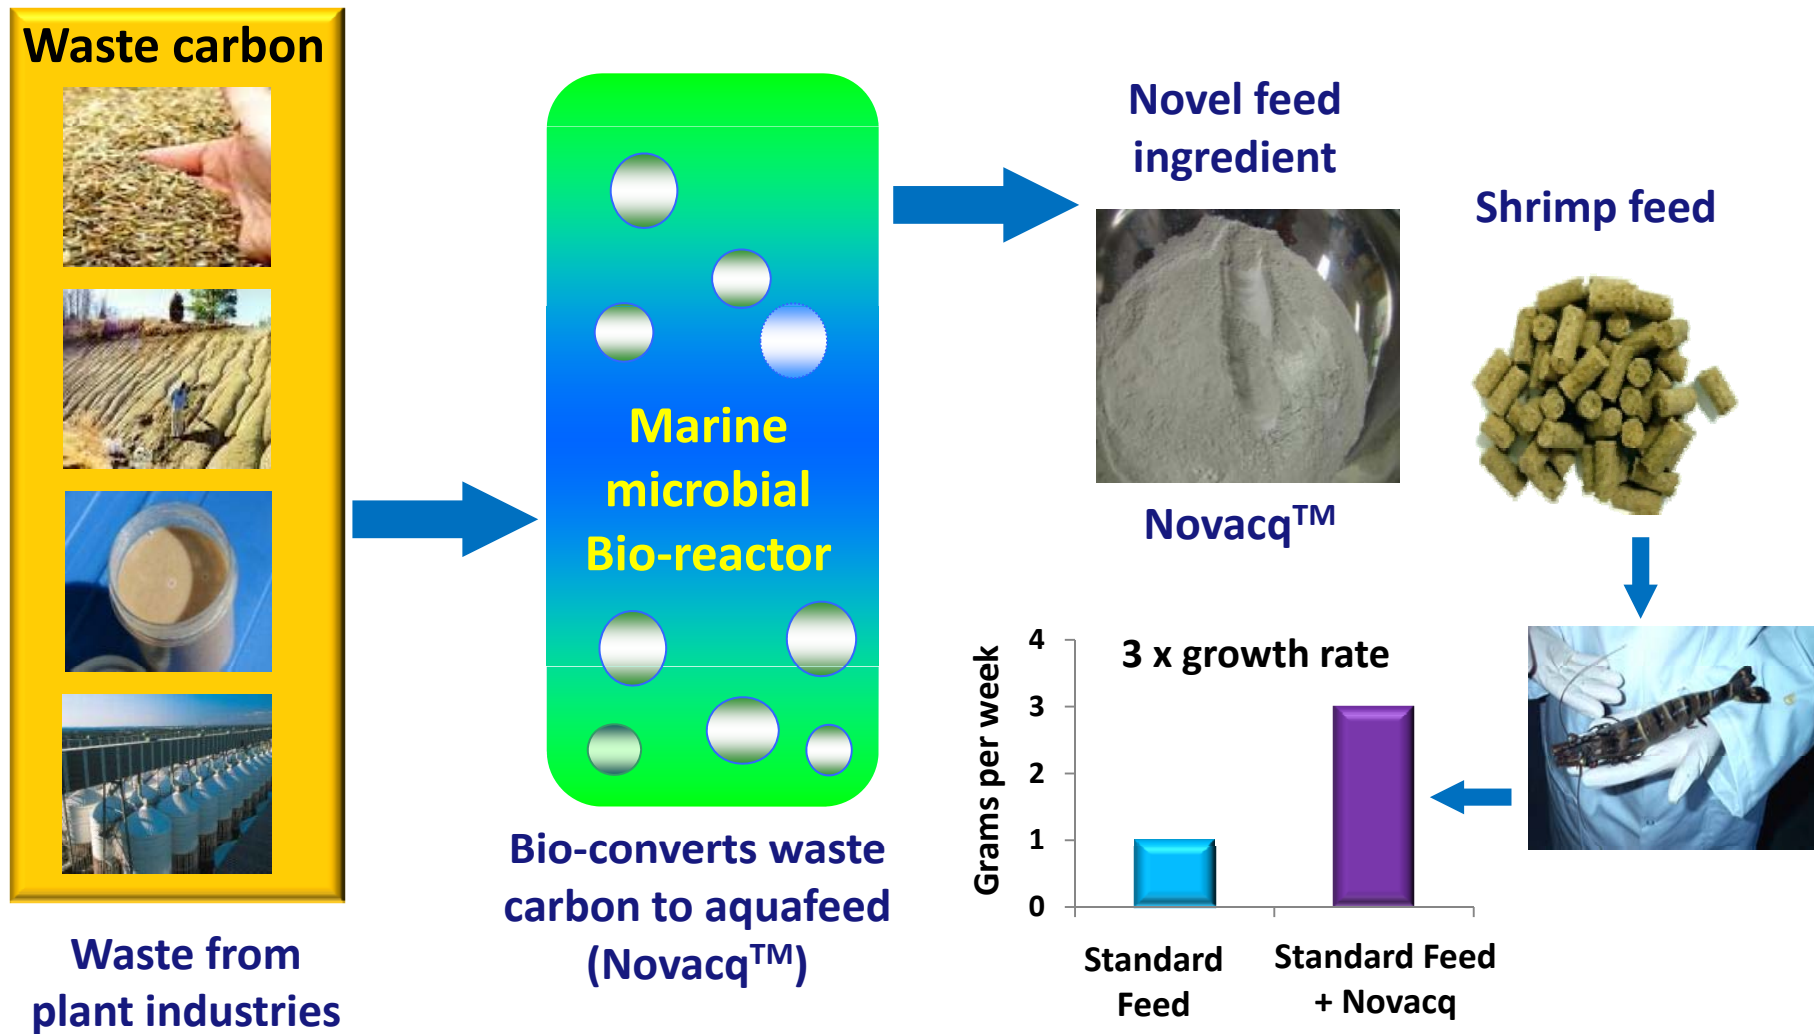 Waste carbon
Waste from
plant industries
Marine
microbial
Bio-reactor
Bio-converts waste
carbon to aquafeed
(Novacq™)
Novel feed
ingredient
Novacq™
Shrimp feed
3 x growth rate
Grams per week
4
3
2
1
0
Standard
Feed
Standard Feed
+ Novacq